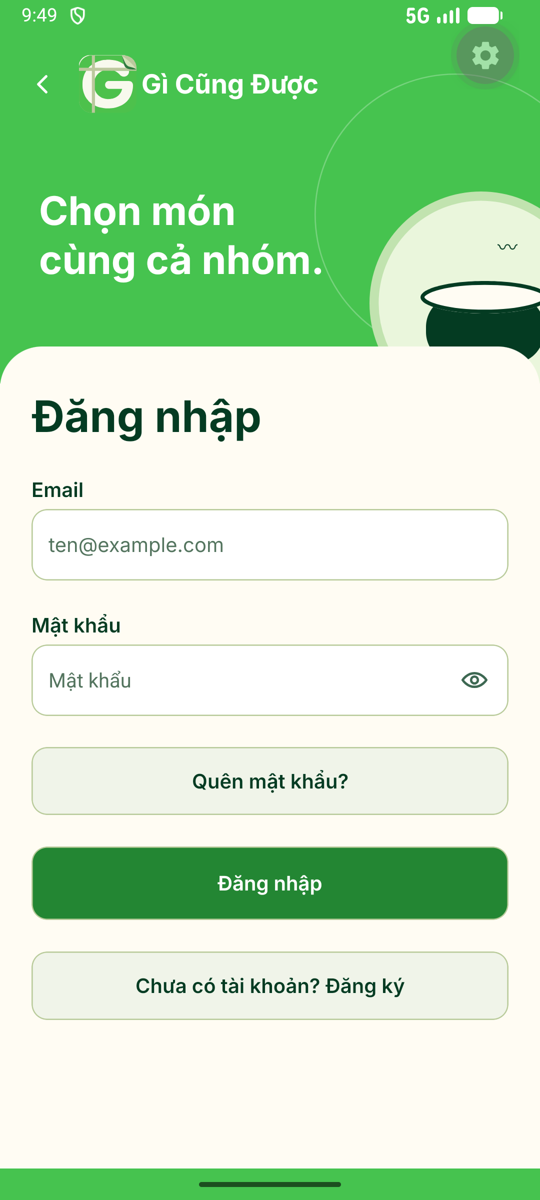 9:49
5G
Gì Cũng Được
Chọn món
cùng cả nhóm.
Đăng nhập
Email
ten@example.com
Mật khẩu
Mật khẩu
Quên mật khẩu?
Đăng nhập
Chưa có tài khoản? Đăng ký